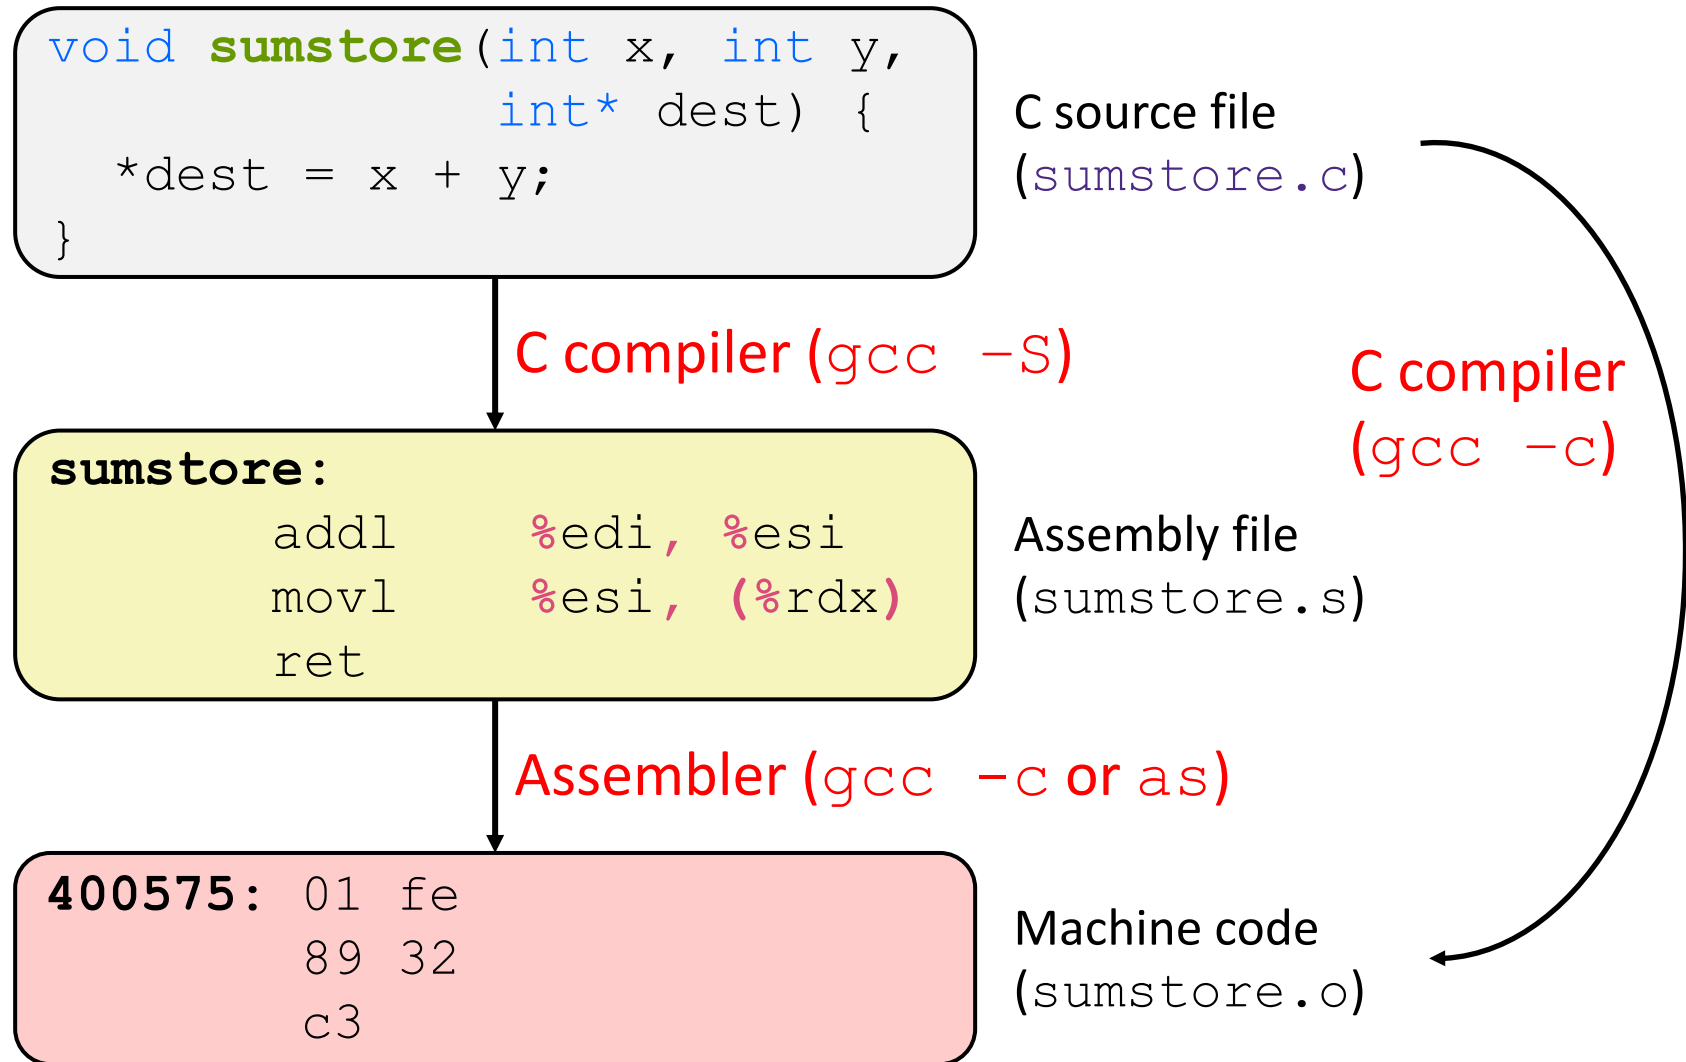 void sumstore(int x, int y,
int* dest) {
*dest = x + y;
}
C source file
(sumstore.c)
C compiler (gcc –S)
C compiler
(gcc –c)
sumstore:
addl %edi, %esi
movl %esi, (%rdx)
ret
Assembly file
(sumstore.s)
Assembler (gcc –c or as)
400575: 01 fe
89 32
c3
Machine code
(sumstore.o)